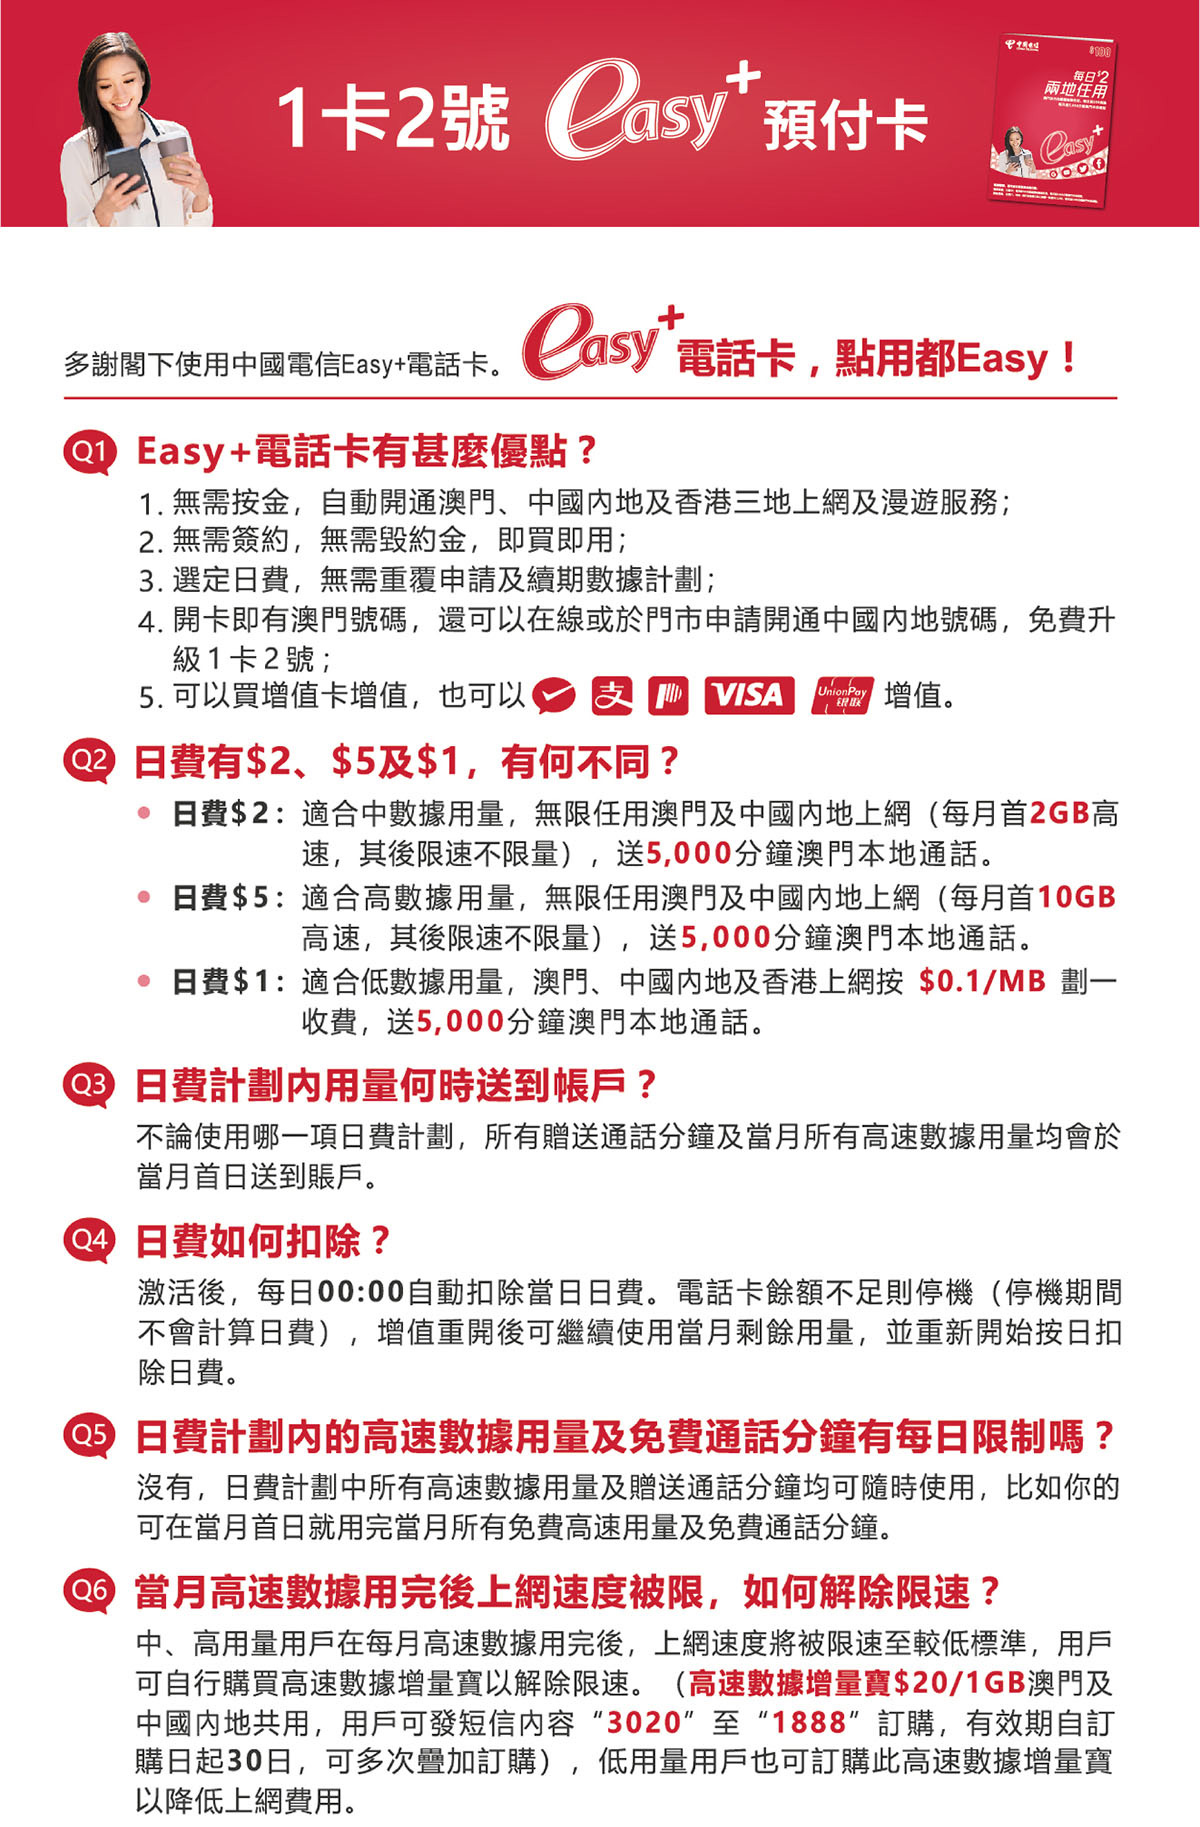 1卡2號 easy+ 預付卡
中国电信
$100
每日$2
兩地任用
easy+
多謝閣下使用中國電信Easy+電話卡。 easy+ 電話卡，點用都Easy！
Q1 Easy+電話卡有甚麼優點？
1. 無需按金，自動開通澳門、中國內地及香港三地上網及漫遊服務；
2. 無需簽約，無需毀約金，即買即用；
3. 選定日費，無需重覆申請及續期數據計劃；
4. 開卡即有澳門號碼，還可以在線或於門市申請開通中國內地號碼，免費升
級1卡2號；
5. 可以買增值卡增值，也可以 支 VISA UnionPay 银联 增值。
Q2 日費有$2、$5及$1，有何不同？
• 日費$2：適合中數據用量，無限任用澳門及中國內地上網（每月首2GB高
速，其後限速不限量），送5,000分鐘澳門本地通話。
• 日費$5：適合高數據用量，無限任用澳門及中國內地上網（每月首10GB
高速，其後限速不限量），送5,000分鐘澳門本地通話。
• 日費$1：適合低數據用量，澳門、中國內地及香港上網按 $0.1/MB 劃一
收費，送5,000分鐘澳門本地通話。
Q3 日費計劃內用量何時送到帳戶？
不論使用哪一項日費計劃，所有贈送通話分鐘及當月所有高速數據用量均會於
當月首日送到賬戶。
Q4 日費如何扣除？
激活後，每日00:00自動扣除當日日費。電話卡餘額不足則停機（停機期間
不會計算日費），增值重開後可繼續使用當月剩餘用量，並重新開始按日扣
除日費。
Q5 日費計劃內的高速數據用量及免費通話分鐘有每日限制嗎？
沒有，日費計劃中所有高速數據用量及贈送通話分鐘均可隨時使用，比如你的
可在當月首日就用完當月所有免費高速用量及免費通話分鐘。
Q6 當月高速數據用完後上網速度被限，如何解除限速？
中、高用量用戶在每月高速數據用完後，上網速度將被限速至較低標準，用戶
可自行購買高速數據增量寶以解除限速。（高速數據增量寶$20/1GB澳門及
中國內地共用，用戶可發短信內容“3020”至“1888”訂購，有效期自訂
購日起30日，可多次疊加訂購），低用量用戶也可訂購此高速數據增量寶
以降低上網費用。